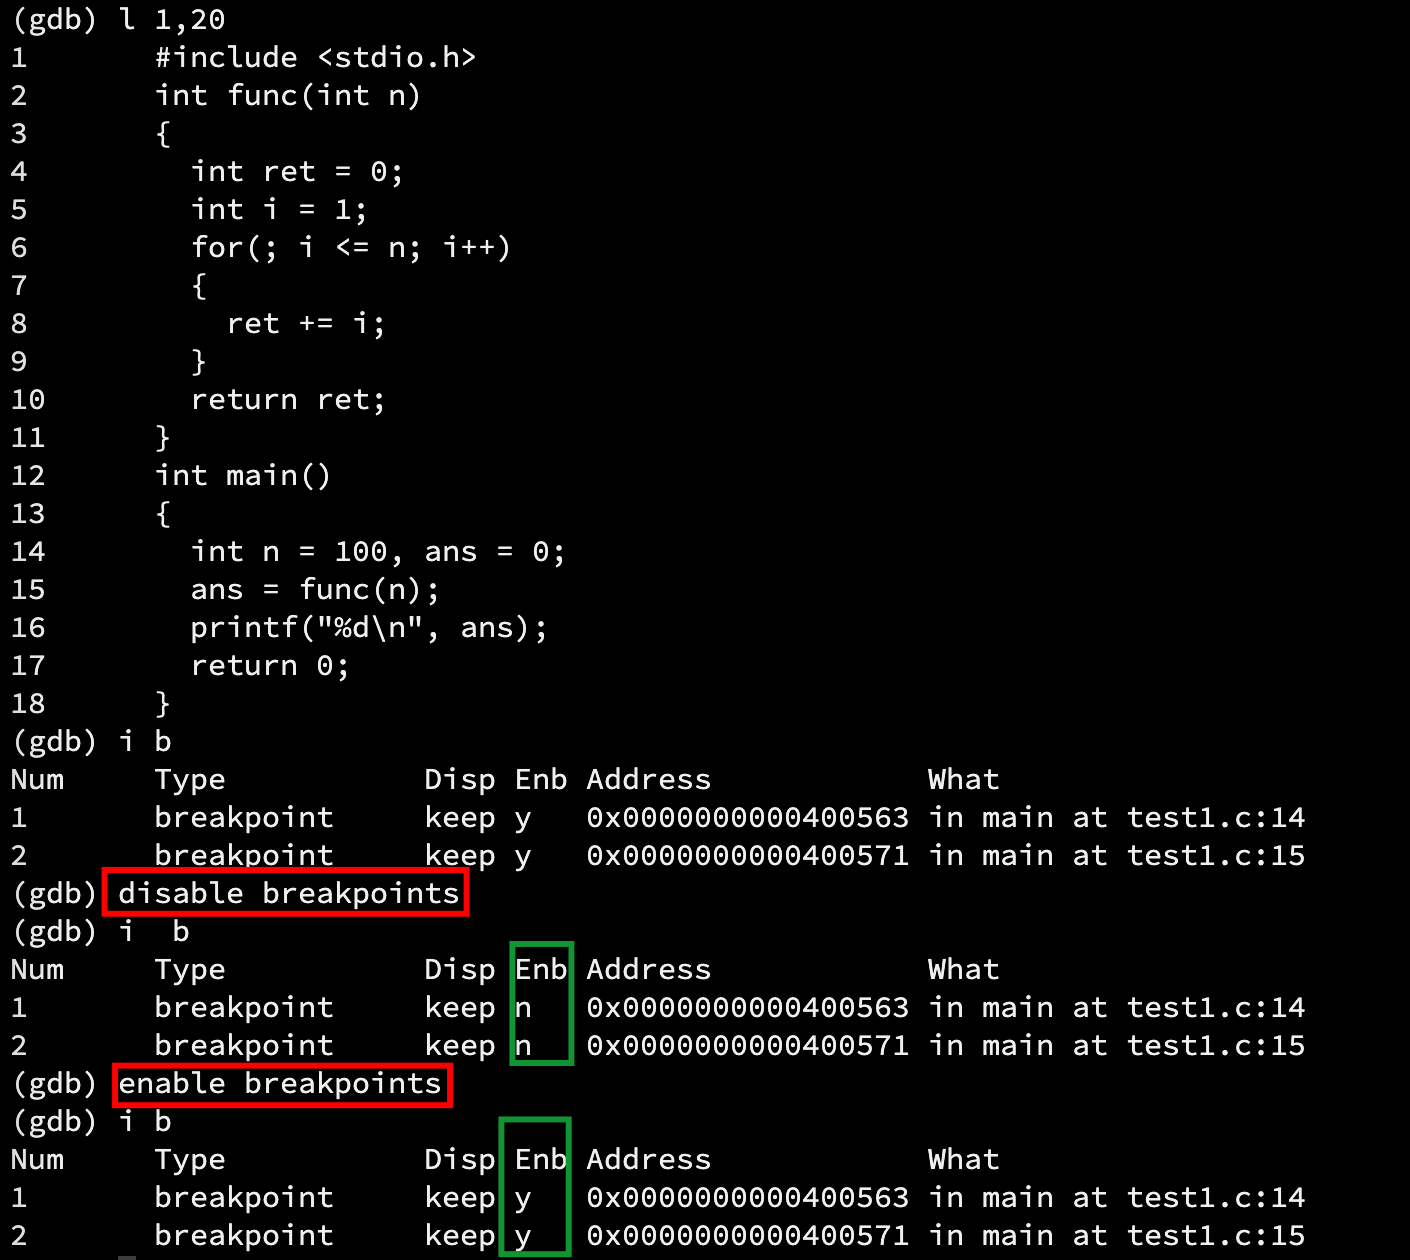 (gdb) l 1,20
1       #include <stdio.h>
2       int func(int n)
3       {
4         int ret = 0;
5         int i = 1;
6         for(; i <= n; i++)
7         {
8           ret += i;
9         }
10        return ret;
11      }
12      int main()
13      {
14        int n = 100, ans = 0;
15        ans = func(n);
16        printf("%d\n", ans);
17        return 0;
18      }
(gdb) i b
Num     Type           Disp Enb Address            What
1       breakpoint     keep y   0x0000000000400563 in main at test1.c:14
2       breakpoint     keep y   0x0000000000400571 in main at test1.c:15
(gdb) disable breakpoints
(gdb) i  b
Num     Type           Disp Enb Address            What
1       breakpoint     keep n   0x0000000000400563 in main at test1.c:14
2       breakpoint     keep n   0x0000000000400571 in main at test1.c:15
(gdb) enable breakpoints
(gdb) i b
Num     Type           Disp Enb Address            What
1       breakpoint     keep y   0x0000000000400563 in main at test1.c:14
2       breakpoint     keep y   0x0000000000400571 in main at test1.c:15